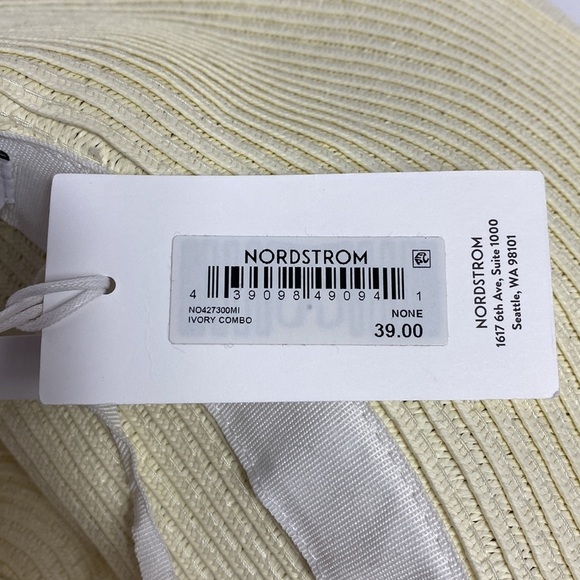 NORDSTROM
4 39098 49094 1
NO427300MI
IVORY COMBO
NONE
39.00
NORDSTROM
1617 6th Ave, Suite 1000
Seattle, WA 98101